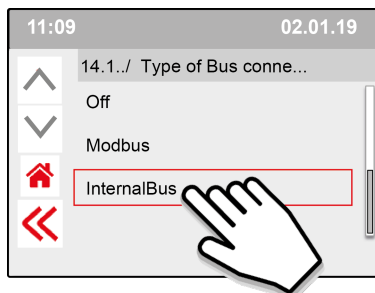 11:09 02.01.19
14.1../ Type of Bus conne...
Off
Modbus
InternalBus